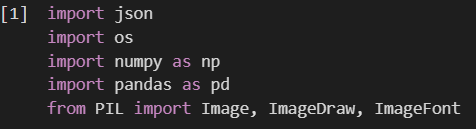 [1] import json
import os
import numpy as np
import pandas as pd
from PIL import Image, ImageDraw, ImageFont